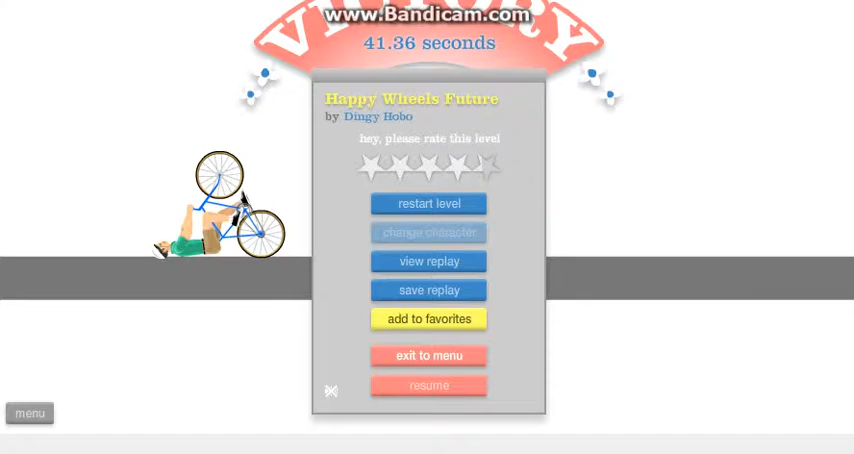 www.Bandicam.com
VICTORY
41.36 seconds
Happy Wheels Future
by Dingy Hobo
hey, please rate this level
restart level
change character
view replay
save replay
add to favorites
exit to menu
resume
menu